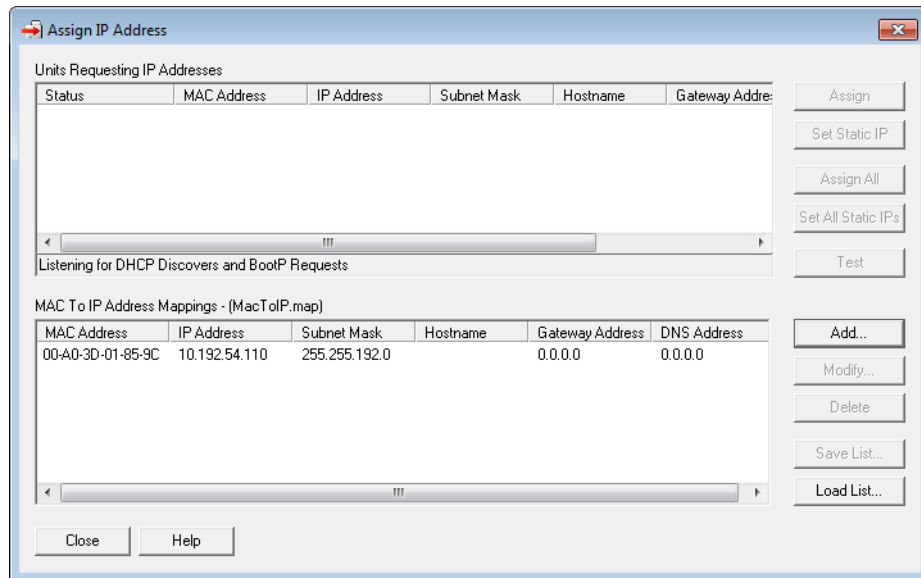 Assign IP Address
Units Requesting IP Addresses
Status MAC Address IP Address Subnet Mask Hostname Gateway Addre:
Assign
Set Static IP
Assign All
Set All Static IPs
Listening for DHCP Discovers and BootP Requests
Test
MAC To IP Address Mappings - (MacToIP.map)
MAC Address IP Address Subnet Mask Hostname Gateway Address DNS Address
00-A0-3D-01-85-9C 10.192.54.110 255.255.192.0 0.0.0.0 0.0.0.0
Add...
Modify...
Delete
Save List...
Load List...
Close Help